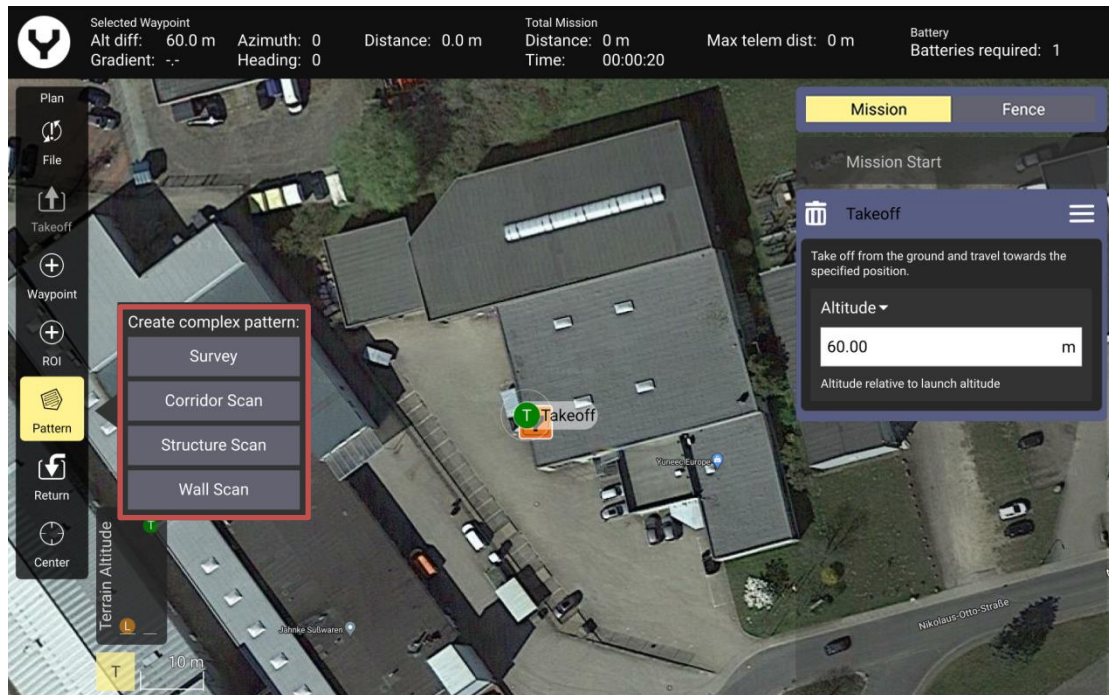 Selected Waypoint
Alt diff: 60.0 m Azimuth: 0 Distance: 0.0 m
Gradient: -.- Heading: 0
Total Mission
Distance: 0 m Max telem dist: 0 m
Time: 00:00:20
Battery
Batteries required: 1
Plan
File
Takeoff
Waypoint
ROI
Pattern
Return
Center
Create complex pattern:
Survey
Corridor Scan
Structure Scan
Wall Scan
Terrain Altitude
T
L
T
10 m
T Takeoff
Yuneec Europe
Jahnke Süßwaren
Nikolaus-Otto-Straße
Mission Fence
Mission Start
Takeoff
Take off from the ground and travel towards the
specified position.
Altitude
60.00 m
Altitude relative to launch altitude